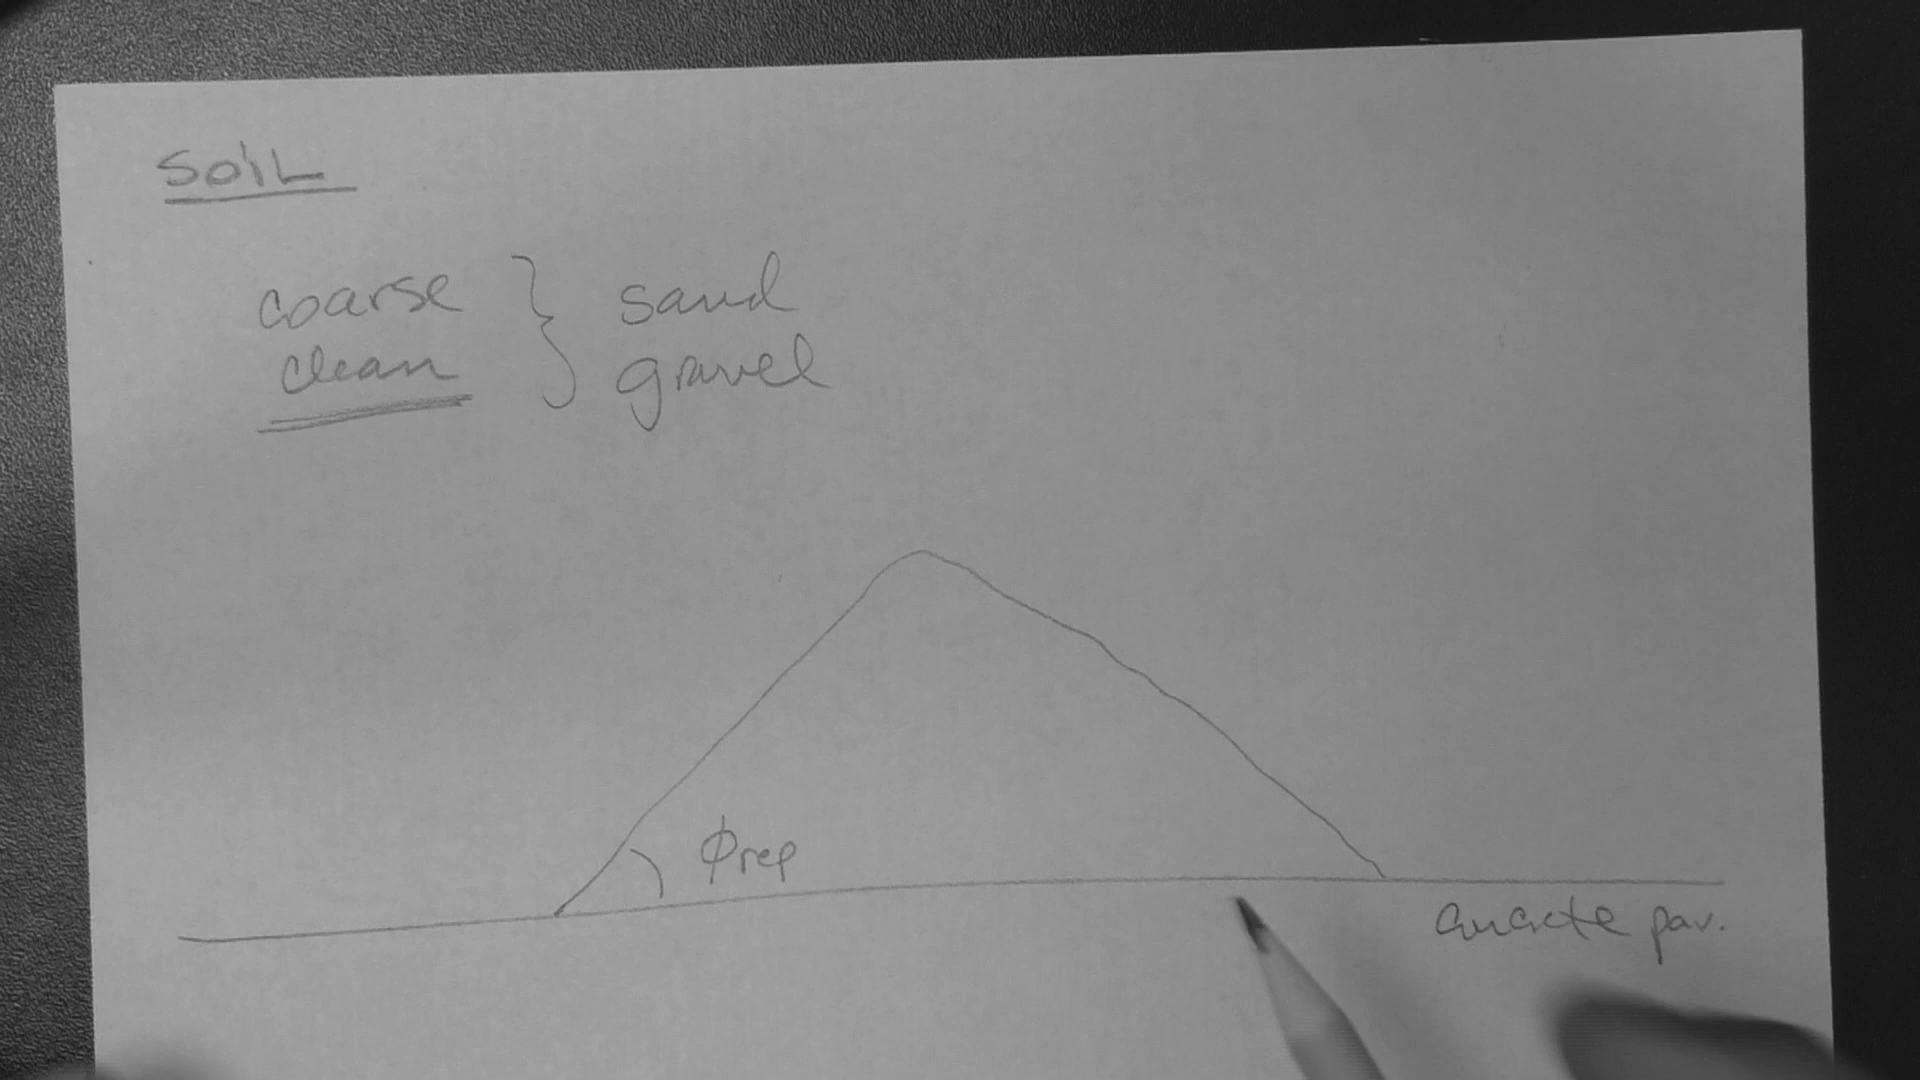 SOIL
coarse } sand
clean } gravel
ϕrep
concrete pav.